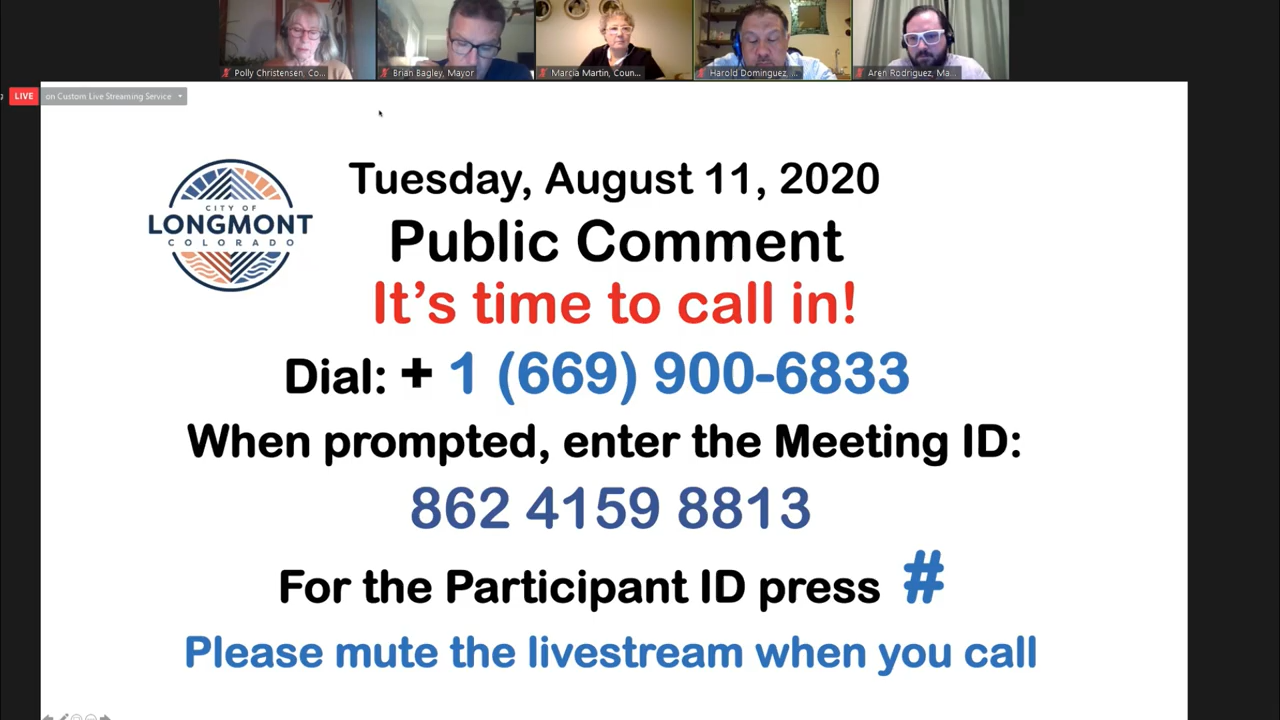 Polly Christensen, Co...
Brian Bagley, Mayor
Marcia Martin, Coun...
Harold Dominguez, ...
Aren Rodriguez, Ma...
LIVE
on Custom Live Streaming Service
Tuesday, August 11, 2020
CITY OF
LONGMONT
COLORADO
Public Comment
It's time to call in!
Dial: + 1 (669) 900-6833
When prompted, enter the Meeting ID:
862 4159 8813
For the Participant ID press #
Please mute the livestream when you call